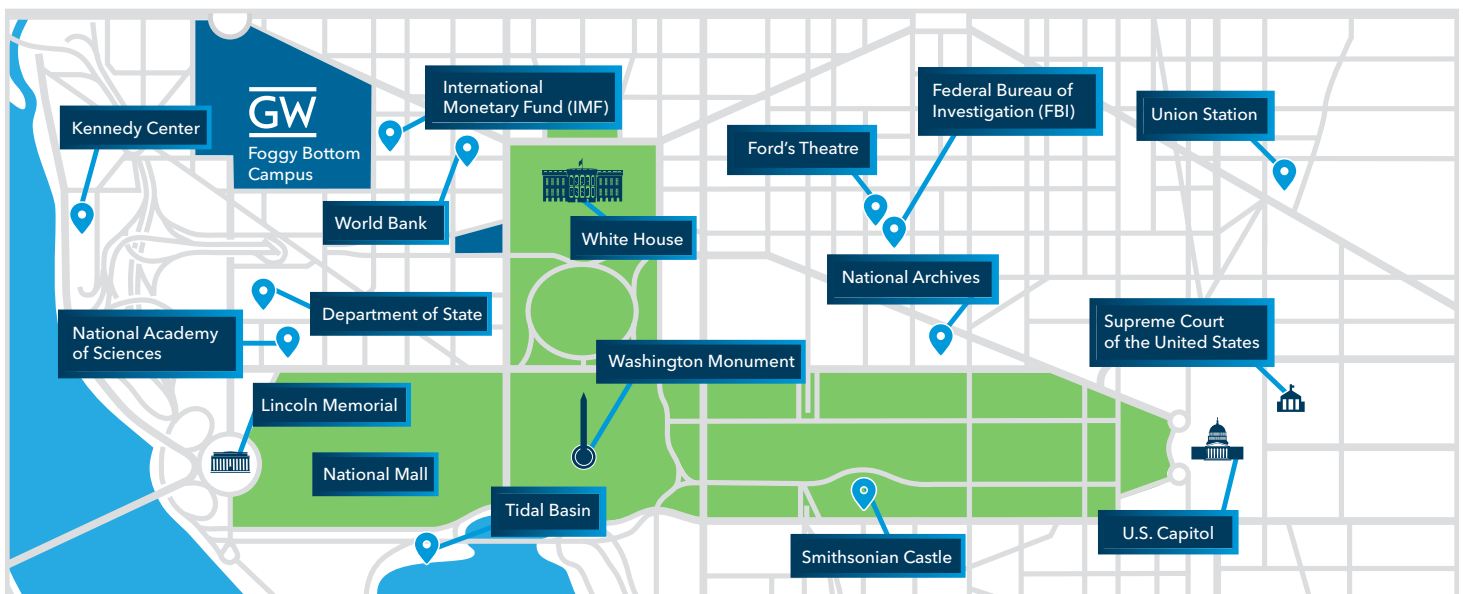 International
Monetary Fund (IMF)
Federal Bureau of
Investigation (FBI)
Kennedy Center
GW
Foggy Bottom
Campus
Union Station
Ford's Theatre
World Bank
White House
National Archives
Department of State
National Academy
of Sciences
Supreme Court
of the United States
Washington Monument
Lincoln Memorial
National Mall
Tidal Basin
Smithsonian Castle
U.S. Capitol